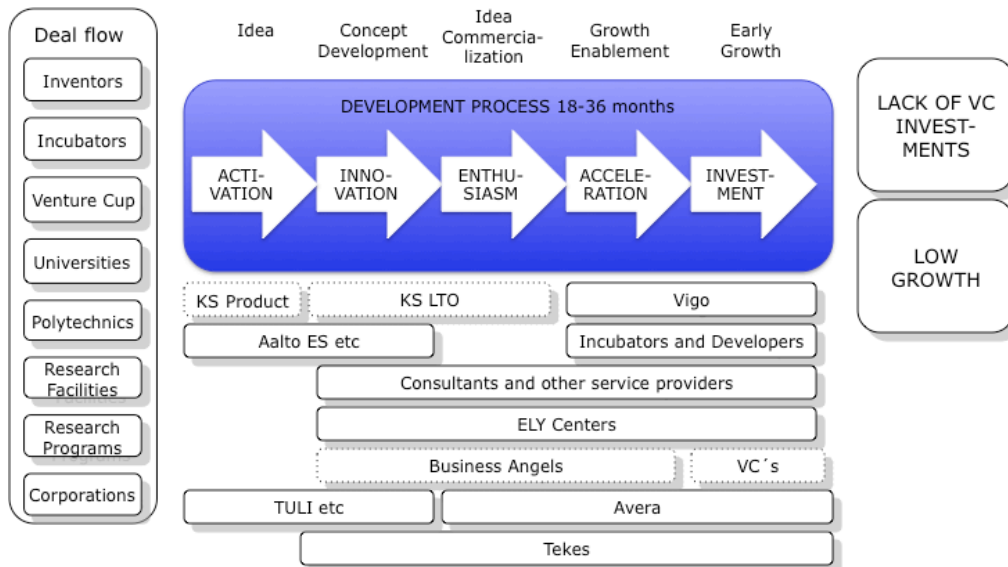 Deal flow
Inventors
Incubators
Venture Cup
Universities
Polytechnics
Research
Facilities
Research
Programs
Corporations
Idea
Concept
Development
Idea
Commercia-
lization
Growth
Enablement
Early
Growth
DEVELOPMENT PROCESS 18-36 months
ACTI-
VATION
INNO-
VATION
ENTHU-
SIASM
ACCELE-
RATION
INVEST-
MENT
KS Product
KS LTO
Vigo
Aalto ES etc
Incubators and Developers
Consultants and other service providers
ELY Centers
Business Angels
VC´s
TULI etc
Avera
Tekes
LACK OF VC
INVEST-
MENTS
LOW
GROWTH